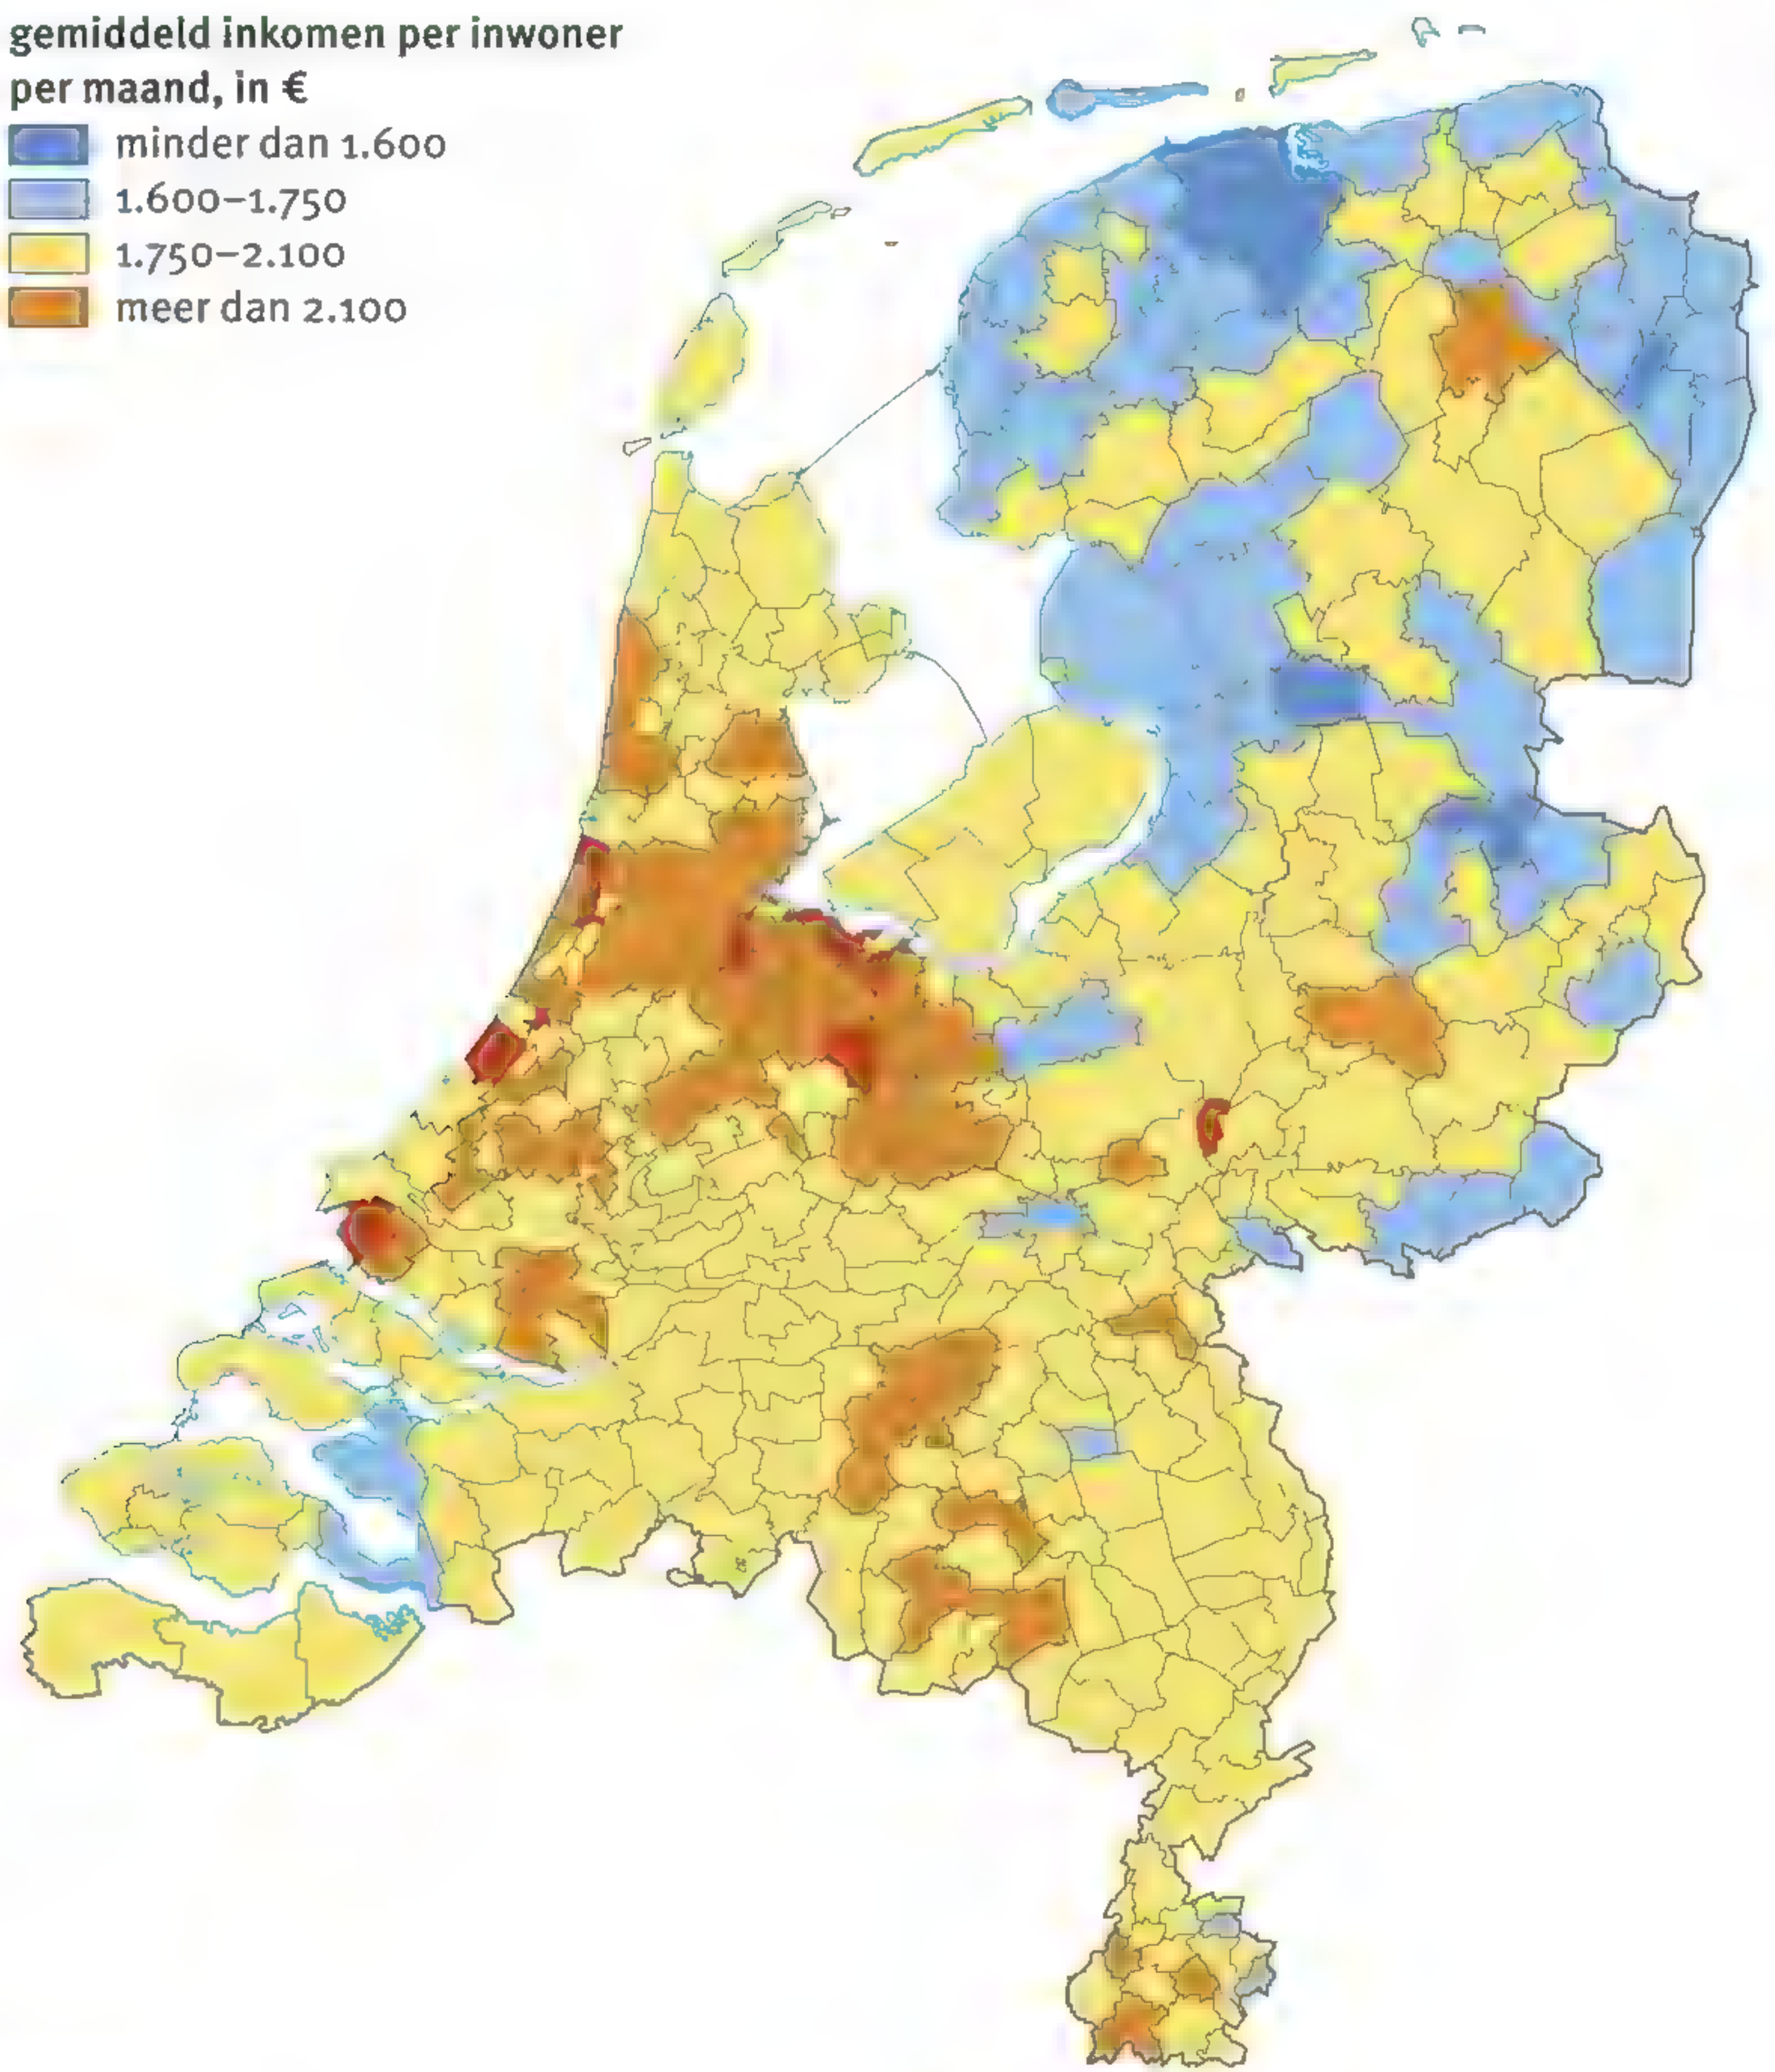 gemiddeld inkomen per inwoner
per maand, in €
minder dan 1.600
1.600–1.750
1.750–2.100
meer dan 2.100